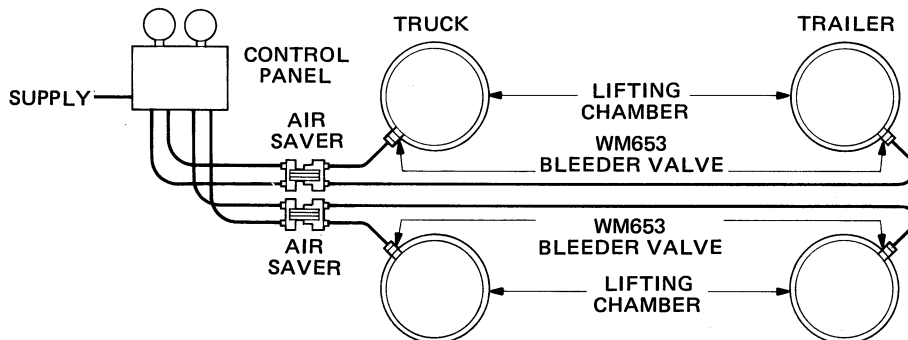 TRUCK
TRAILER
CONTROL
PANEL
SUPPLY
LIFTING
CHAMBER
AIR
SAVER
WM653
BLEEDER VALVE
WM653
BLEEDER VALVE
AIR
SAVER
LIFTING
CHAMBER